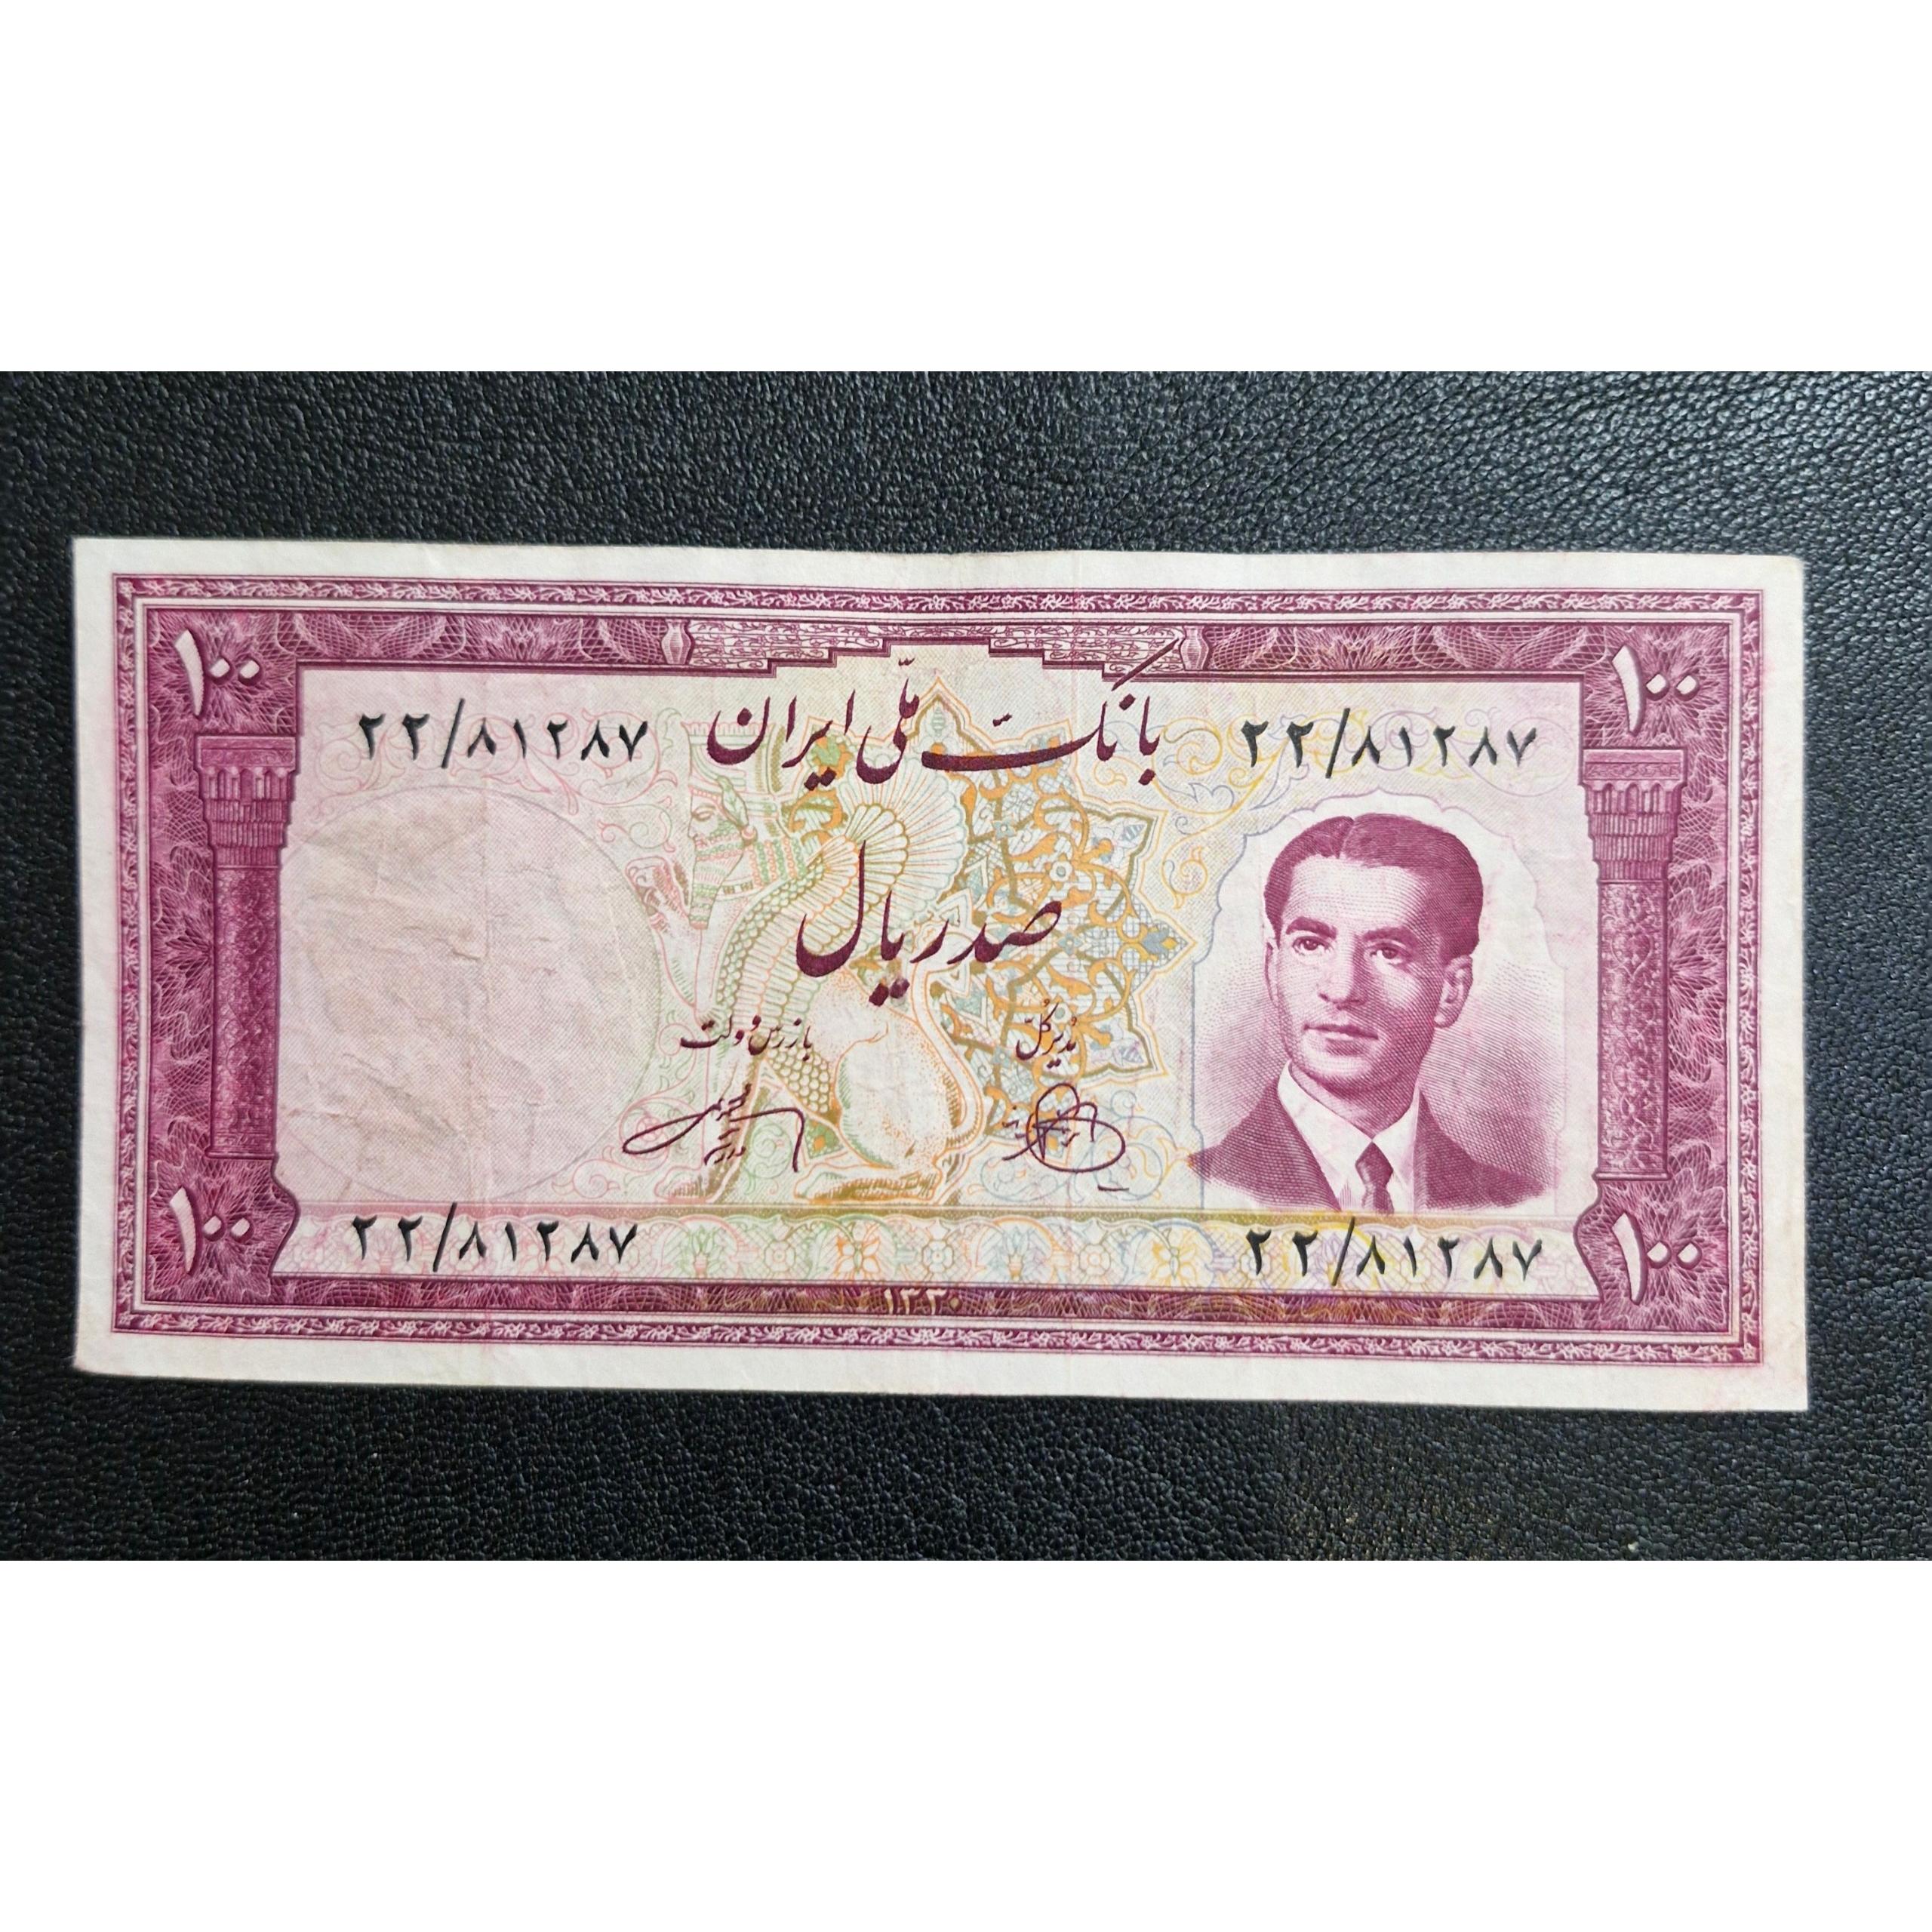 ۱۰۰ ۱۰۰
بانک ملّی ایران
۲۲/۸۱۲۸۷ ۲۲/۸۱۲۸۷
صد ریال
مدیر کلّ بازرس دولت
۲۲/۸۱۲۸۷ ۲۲/۸۱۲۸۷
۱۰۰ ۱۰۰
۱۳۳۰